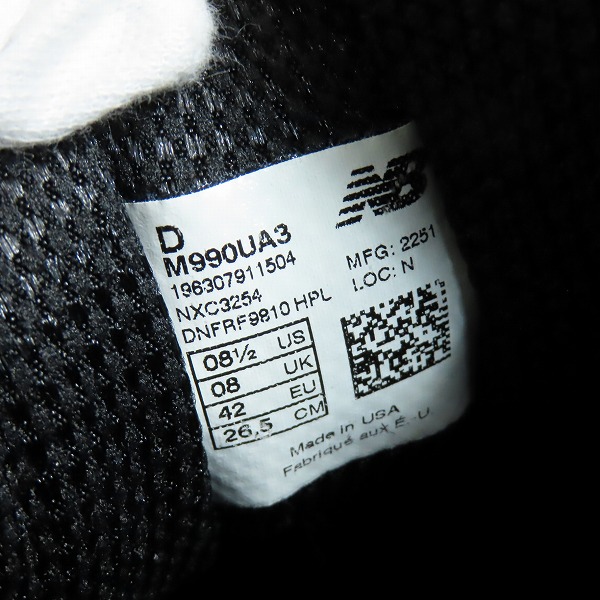 NB
D
M990UA3
196307911504
NXC3254
DNFRF9810 HPL
MFG: 2251
LOC: N
08½ US
08 UK
42 EU
26,5 CM
Made in USA
Fabriqué aux É. U.